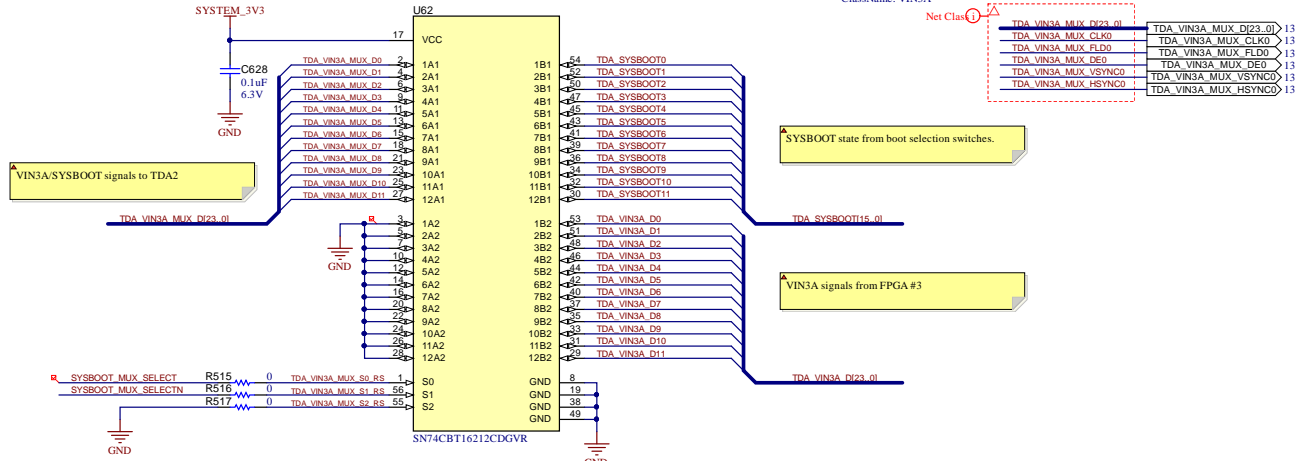 ClassName: VIN3A
SYSTEM_3V3
U62
Net Class i
17 VCC
C628
0.1uF
6.3V
GND
TDA_VIN3A_MUX_D[23..0] TDA_VIN3A_MUX_D[23..0] 13
TDA_VIN3A_MUX_CLK0 TDA_VIN3A_MUX_CLK0 13
TDA_VIN3A_MUX_FLD0 TDA_VIN3A_MUX_FLD0 13
TDA_VIN3A_MUX_DE0 TDA_VIN3A_MUX_DE0 13
TDA_VIN3A_MUX_VSYNC0 TDA_VIN3A_MUX_VSYNC0 13
TDA_VIN3A_MUX_HSYNC0 TDA_VIN3A_MUX_HSYNC0 13
TDA_VIN3A_MUX_D0 2 1A1 1B1 54 TDA_SYSBOOT0
TDA_VIN3A_MUX_D1 4 2A1 2B1 52 TDA_SYSBOOT1
TDA_VIN3A_MUX_D2 6 3A1 3B1 50 TDA_SYSBOOT2
TDA_VIN3A_MUX_D3 9 4A1 4B1 47 TDA_SYSBOOT3
TDA_VIN3A_MUX_D4 11 5A1 5B1 45 TDA_SYSBOOT4
TDA_VIN3A_MUX_D5 13 6A1 6B1 43 TDA_SYSBOOT5
TDA_VIN3A_MUX_D6 15 7A1 7B1 41 TDA_SYSBOOT6
TDA_VIN3A_MUX_D7 18 8A1 8B1 39 TDA_SYSBOOT7
TDA_VIN3A_MUX_D8 21 9A1 9B1 36 TDA_SYSBOOT8
TDA_VIN3A_MUX_D9 23 10A1 10B1 34 TDA_SYSBOOT9
TDA_VIN3A_MUX_D10 25 11A1 11B1 32 TDA_SYSBOOT10
TDA_VIN3A_MUX_D11 27 12A1 12B1 30 TDA_SYSBOOT11
SYSBOOT state from boot selection switches.
VIN3A/SYSBOOT signals to TDA2
TDA_VIN3A_MUX_D[23..0]
TDA_SYSBOOT[15..0]
3 1A2 1B2 53 TDA_VIN3A_D0
5 2A2 2B2 51 TDA_VIN3A_D1
7 3A2 3B2 48 TDA_VIN3A_D2
10 4A2 4B2 46 TDA_VIN3A_D3
12 5A2 5B2 44 TDA_VIN3A_D4
14 6A2 6B2 42 TDA_VIN3A_D5
16 7A2 7B2 40 TDA_VIN3A_D6
20 8A2 8B2 37 TDA_VIN3A_D7
22 9A2 9B2 35 TDA_VIN3A_D8
24 10A2 10B2 33 TDA_VIN3A_D9
26 11A2 11B2 31 TDA_VIN3A_D10
28 12A2 12B2 29 TDA_VIN3A_D11
GND
VIN3A signals from FPGA #3
TDA_VIN3A_D[23..0]
SYSBOOT_MUX_SELECT R515 0 TDA_VIN3A_MUX_S0_RS 1 S0 GND 8
SYSBOOT_MUX_SELECTN R516 0 TDA_VIN3A_MUX_S1_RS 56 S1 GND 19
R517 0 TDA_VIN3A_MUX_S2_RS 55 S2 GND 38
GND 49
GND
SN74CBT16212CDGVR
GND